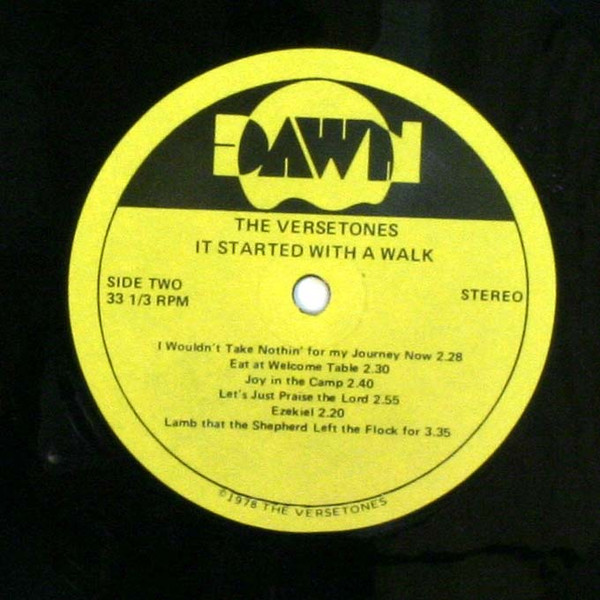 DAWN
THE VERSETONES
IT STARTED WITH A WALK
SIDE TWO
33 1/3 RPM
STEREO
I Wouldn't Take Nothin' for my Journey Now 2.28
Eat at Welcome Table 2.30
Joy in the Camp 2.40
Let's Just Praise the Lord 2.55
Ezekiel 2.20
Lamb that the Shepherd Left the Flock for 3.35
©1978 THE VERSETONES